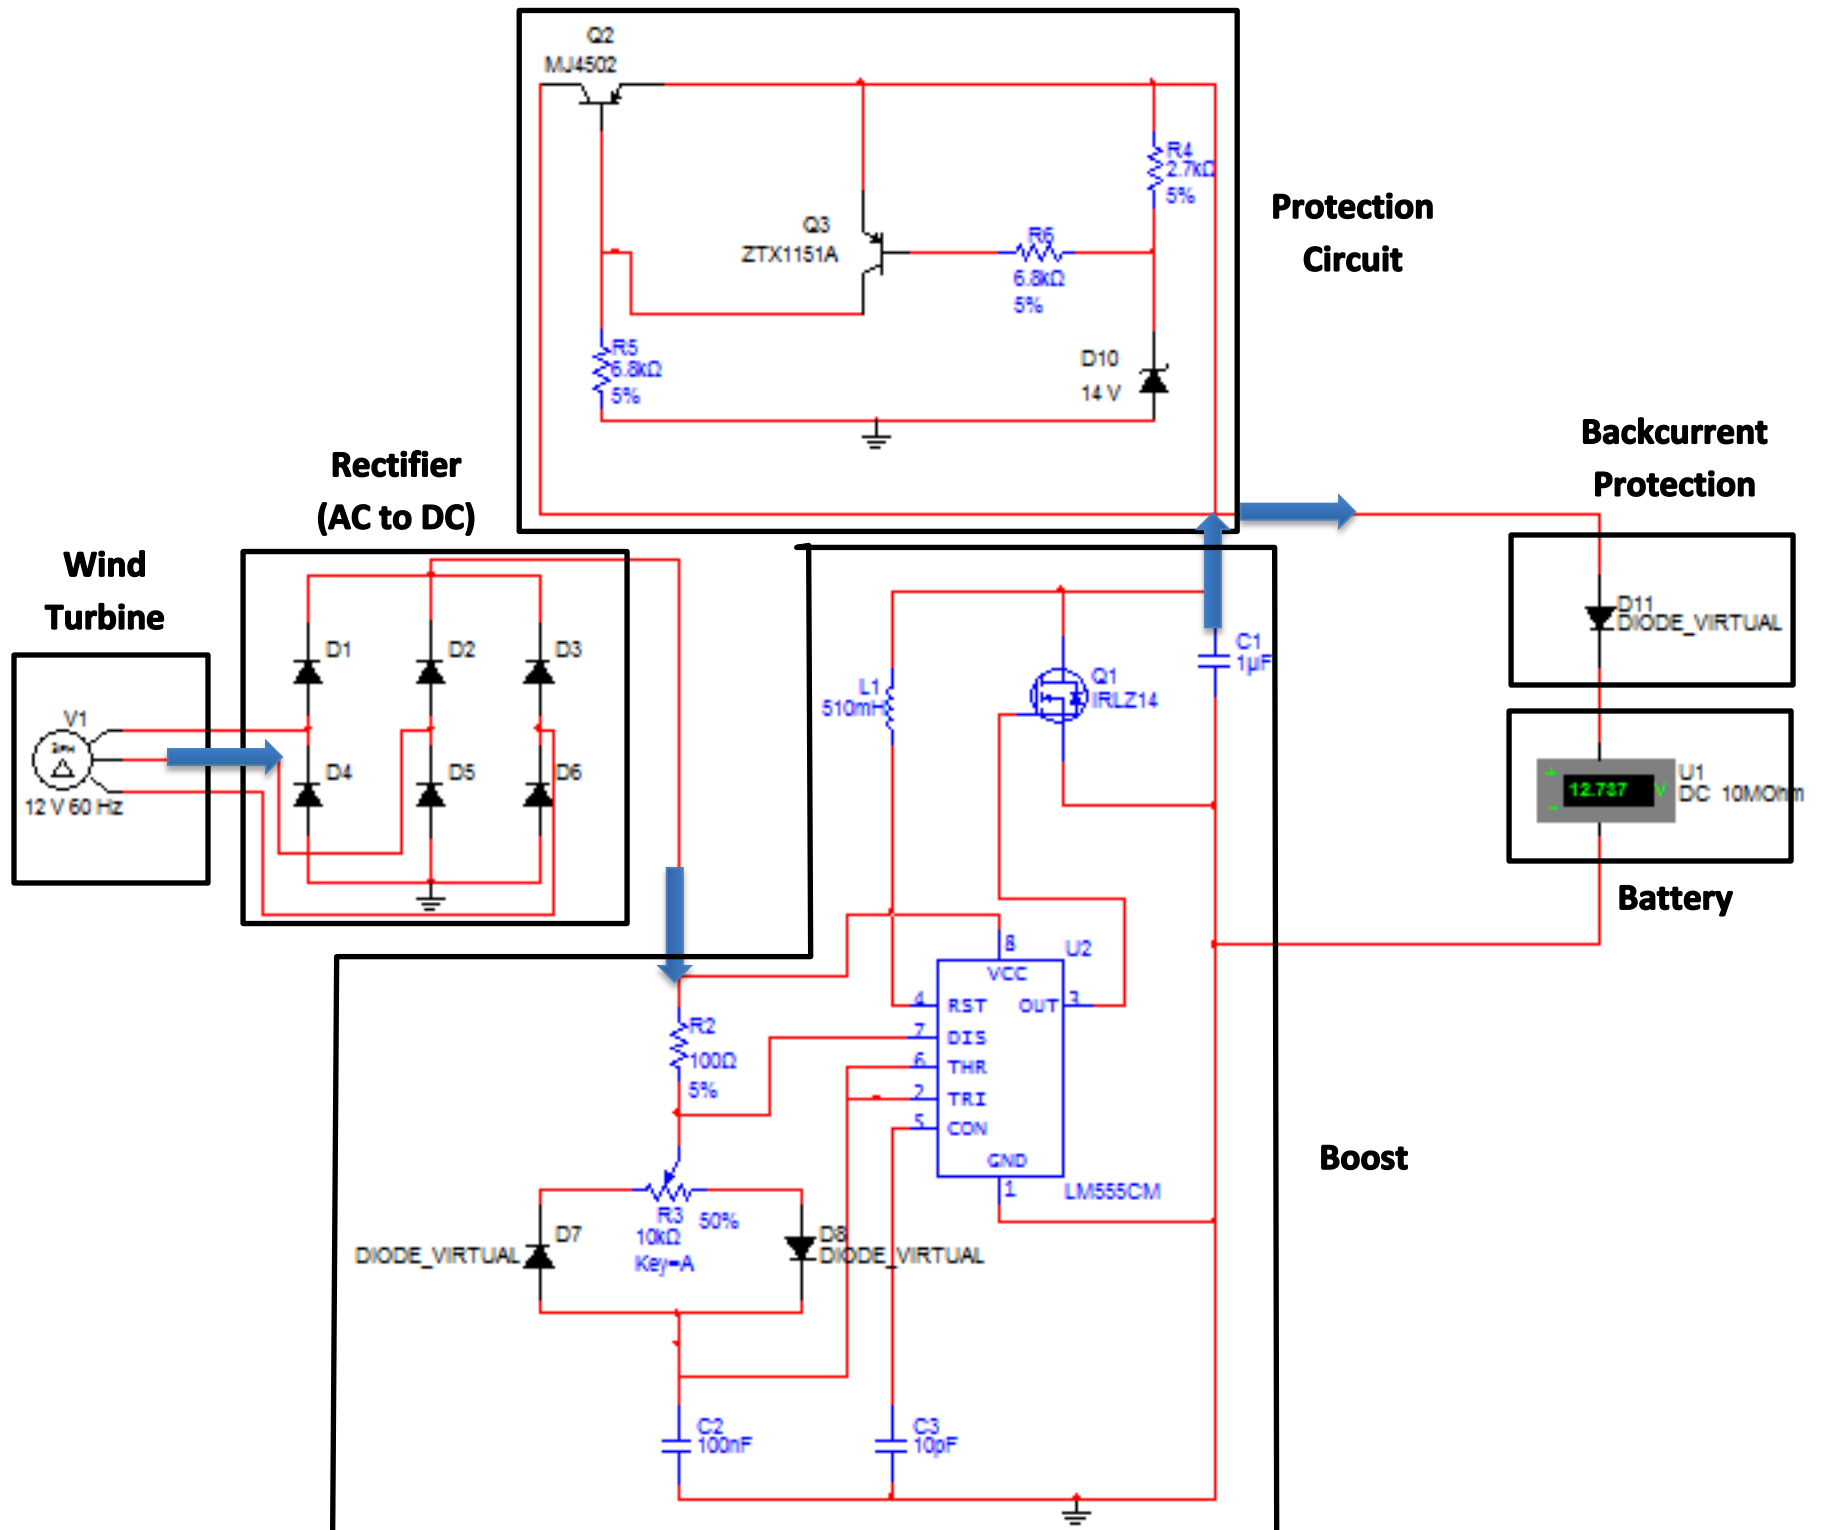 Q2
MJ4502
R4
2.7kΩ
5%
Q3
ZTX1151A
R6
6.8kΩ
5%
R5
6.8kΩ
5%
D10
14 V
Protection
Circuit
Backcurrent
Protection
D11
DIODE_VIRTUAL
Rectifier
(AC to DC)
Wind
Turbine
V1
12 V 60 Hz
D1
D2
D3
D4
D5
D6
C1
1µF
L1
510mH
Q1
IRLZ14
+
-
12.737
V
U1
DC 10MOhm
Battery
8
U2
VCC
4
RST
OUT
3
7
DIS
6
THR
2
TRI
5
CON
GND
1
LM555CM
Boost
R2
100Ω
5%
R3
50%
10kΩ
Key=A
D7
DIODE_VIRTUAL
D8
DIODE_VIRTUAL
C2
100nF
C3
10pF